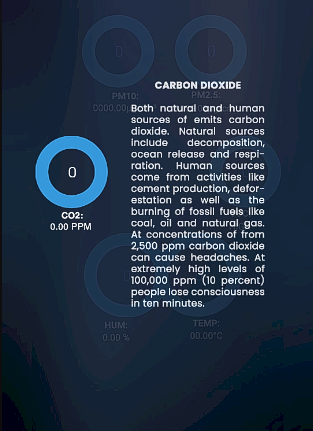 0
0
CARBON DIOXIDE
PM10:
PM2.5:
0000.00
Both natural and human
sources of emits carbon
dioxide. Natural sources
include decomposition,
ocean release and respi-
ration. Human sources
come from activities like
cement production, defor-
estation as well as the
burning of fossil fuels like
coal, oil and natural gas.
At concentrations of from
2,500 ppm carbon dioxide
can cause headaches. At
extremely high levels of
100,000 ppm (10 percent)
people lose consciousness
in ten minutes.
0
CO2:
0.00 PPM
HUM:
0.00 %
TEMP:
00.00°C